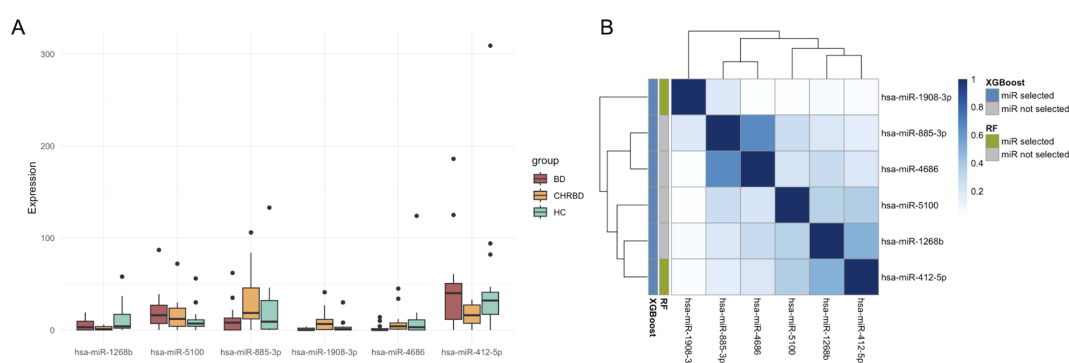 A
Expression
300
200
100
0
hsa-miR-1268b
hsa-miR-5100
hsa-miR-885-3p
hsa-miR-1908-3p
hsa-miR-4686
hsa-miR-412-5p
group
BD
CHRBD
HC
B
hsa-miR-1908-3p
hsa-miR-885-3p
hsa-miR-4686
hsa-miR-5100
hsa-miR-1268b
hsa-miR-412-5p
XGBoost
RF
hsa-miR-1908-3p
hsa-miR-885-3p
hsa-miR-4686
hsa-miR-5100
hsa-miR-1268b
hsa-miR-412-5p
1
0.8
0.6
0.4
0.2
XGBoost
miR selected
miR not selected
RF
miR selected
miR not selected